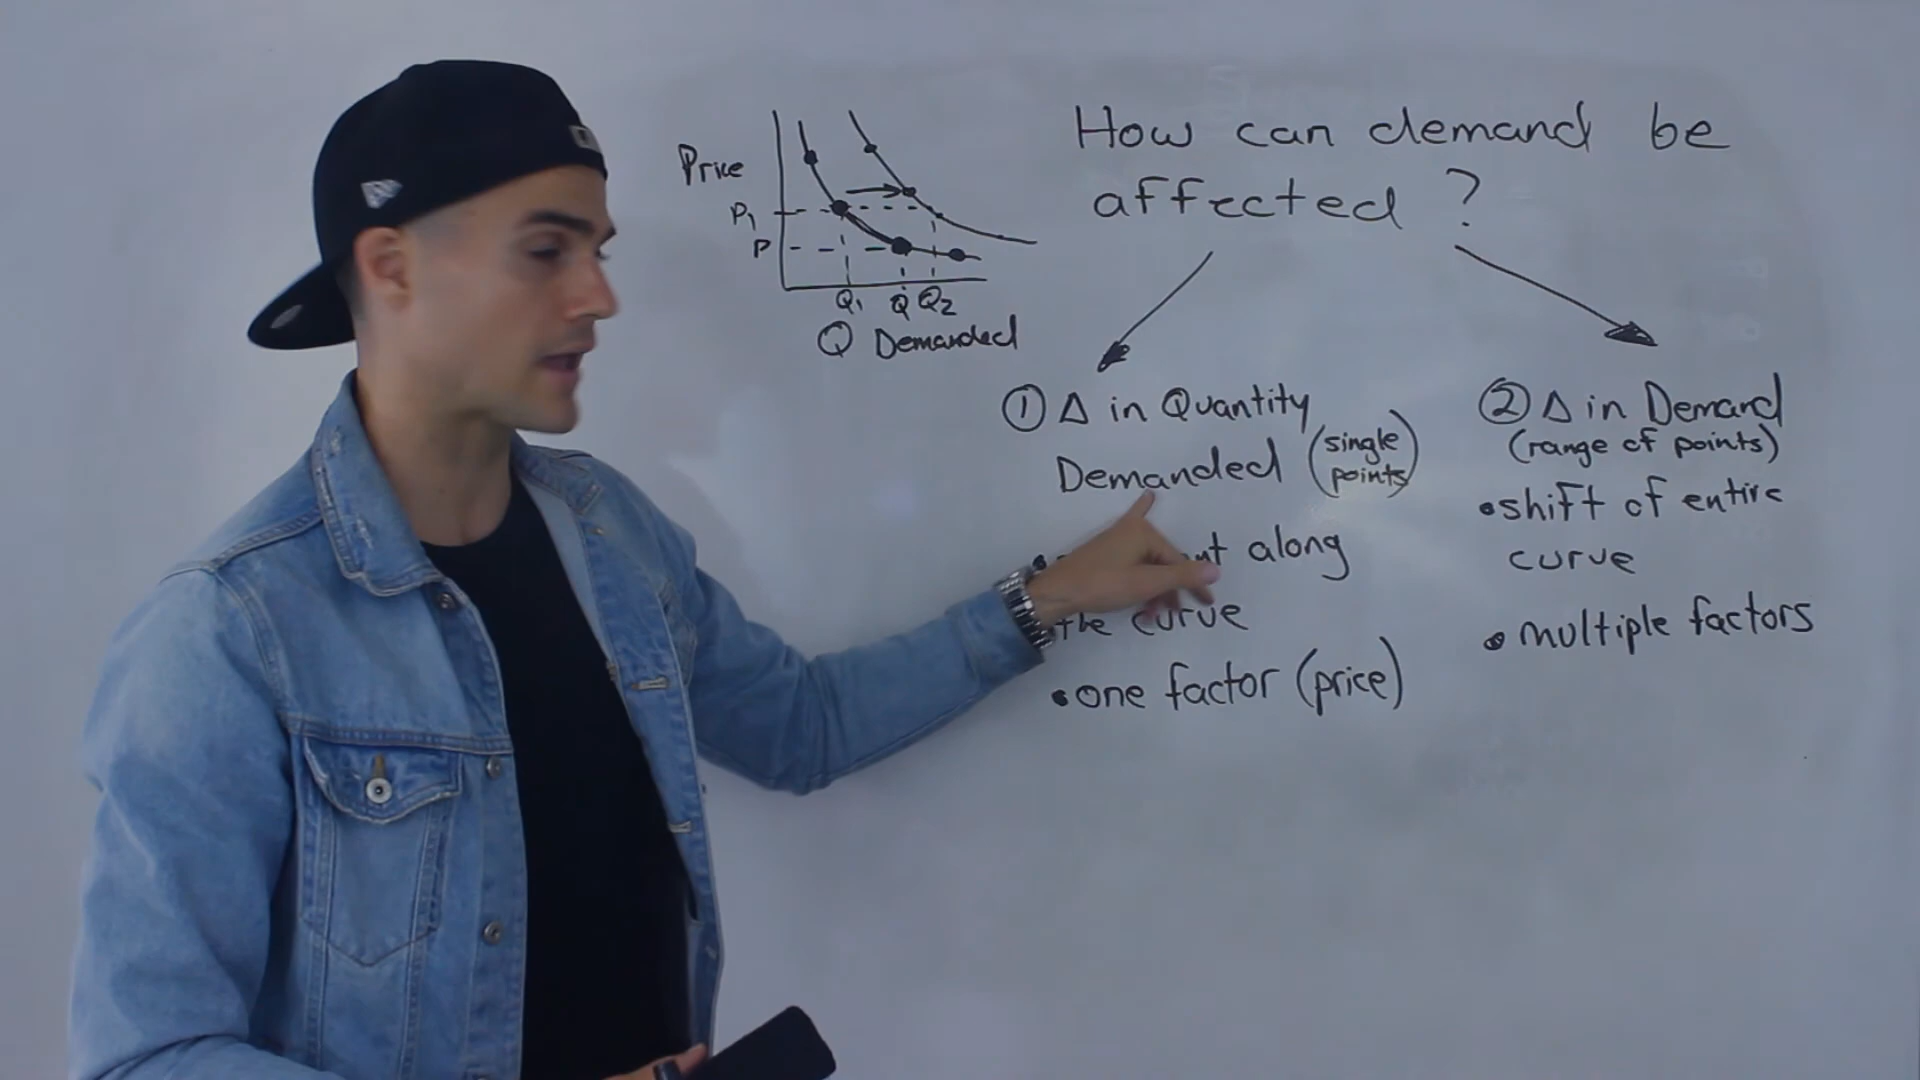 How can demand be
affected ?
Price
P₁
P
Q₁ Q Q₂
Q Demanded
① Δ in Quantity
Demanded (single
points)
along
the curve
• one factor (price)
② Δ in Demand
(range of points)
• shift of entire
curve
• multiple factors